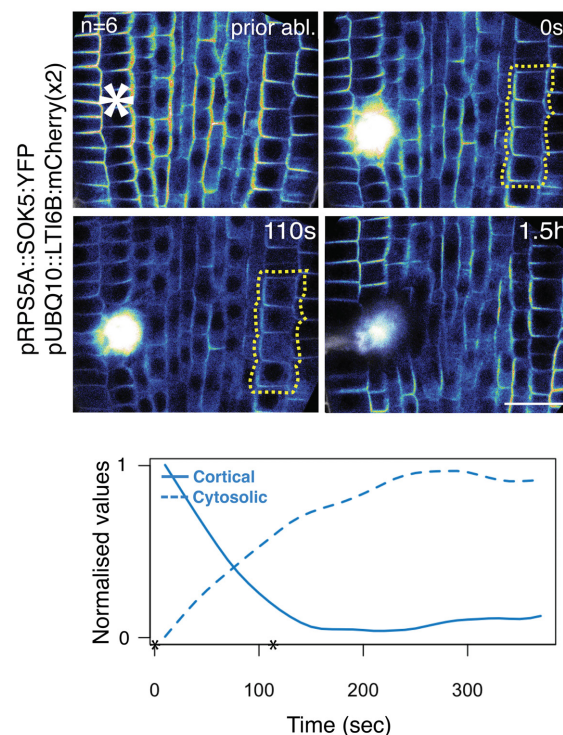 pRPS5A::SOK5:YFP
pUBQ10::LTI6B:mCherry(x2)
n=6
prior abl.
0s
110s
1.5h
Normalised values
1
0
Cortical
Cytosolic
0
100
200
300
Time (sec)